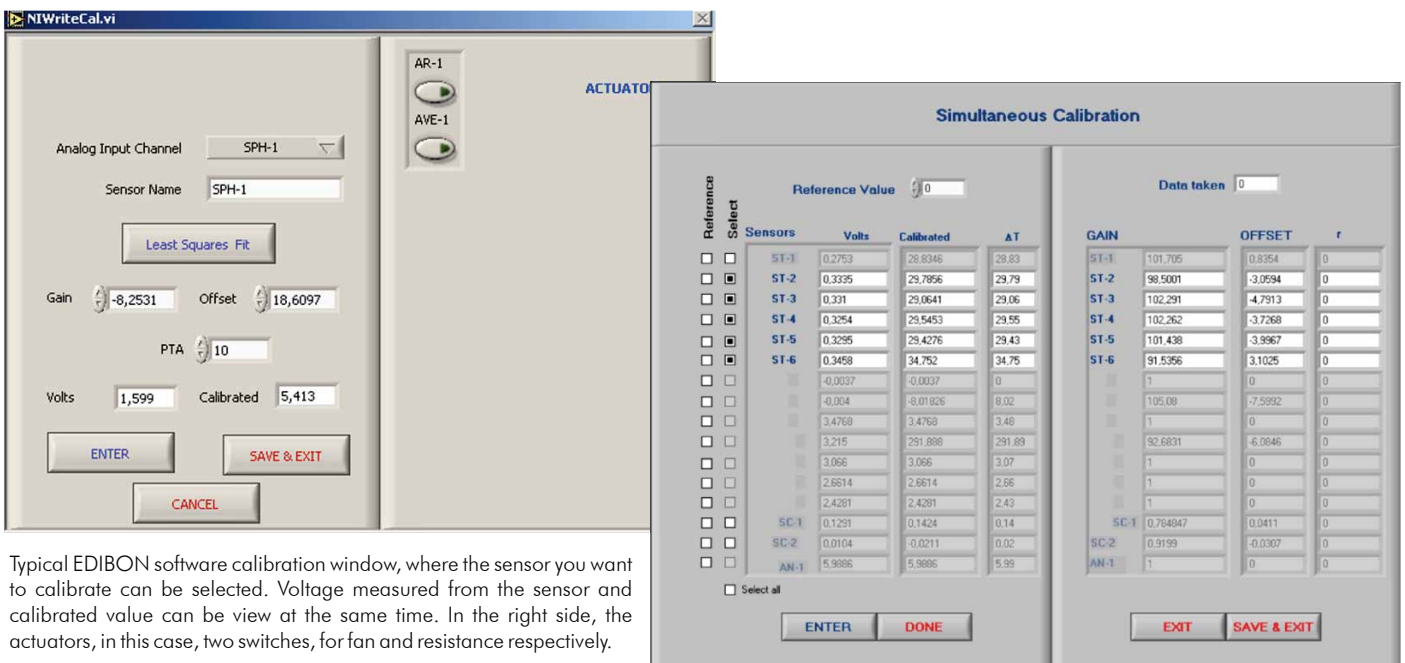 NIWriteCal.vi
Analog Input Channel SPH-1
Sensor Name SPH-1
Least Squares Fit
Gain -8,2531 Offset 18,6097
PTA 10
Volts 1,599 Calibrated 5,413
ENTER SAVE & EXIT
CANCEL
AR-1
AVE-1
ACTUATO
Typical EDIBON software calibration window, where the sensor you want
to calibrate can be selected. Voltage measured from the sensor and
calibrated value can be view at the same time. In the right side, the
actuators, in this case, two switches, for fan and resistance respectively.
Simultaneous Calibration
Reference Value 0
Reference
Select
Sensors Volts Calibrated ΔT
ST-1 0,2753 28,8346 28,83
ST-2 0,3335 29,7856 29,79
ST-3 0,331 29,0641 29,06
ST-4 0,3254 29,5453 29,55
ST-5 0,3295 29,4276 29,43
ST-6 0,3458 34,752 34,75
-0,0037 -0,0037 0
-0,004 -8,01826 8,02
3,4768 3,4768 3,48
3,215 291,888 291,89
3,066 3,066 3,07
2,6614 2,6614 2,66
2,4281 2,4281 2,43
SC-1 0,1291 0,1424 0,14
SC-2 0,0104 -0,0211 0,02
AN-1 5,9886 5,9886 5,99
Select all
ENTER DONE
Data taken 0
GAIN OFFSET r
ST-1 101,705 0,8354 0
ST-2 98,5001 -3,0594 0
ST-3 102,291 -4,7913 0
ST-4 102,262 -3,7268 0
ST-5 101,438 -3,9967 0
ST-6 91,5356 3,1025 0
1 0 0
105,08 -7,5992 0
1 0 0
92,6831 -6,0846 0
1 0 0
1 0 0
1 0 0
SC-1 0,784847 0,0411 0
SC-2 0,9199 -0,0307 0
AN-1 1 0 0
EXIT SAVE & EXIT